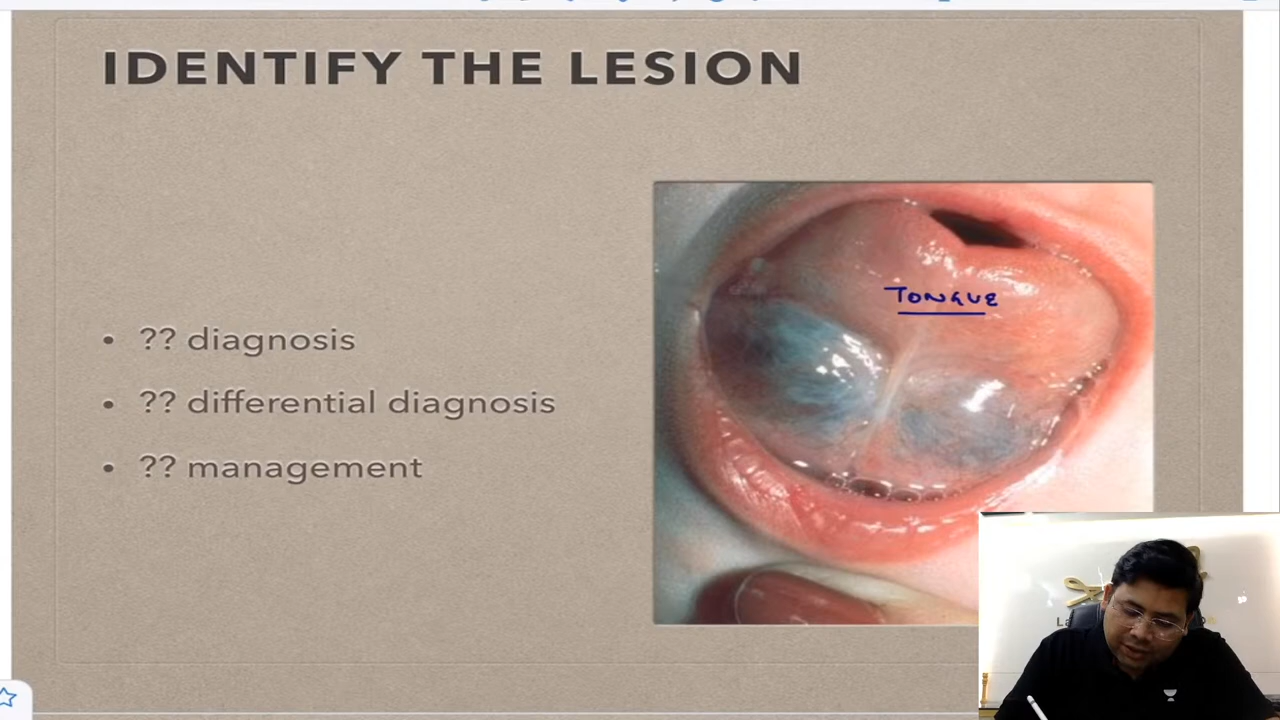 IDENTIFY THE LESION
TONGUE
• ?? diagnosis
• ?? differential diagnosis
• ?? management